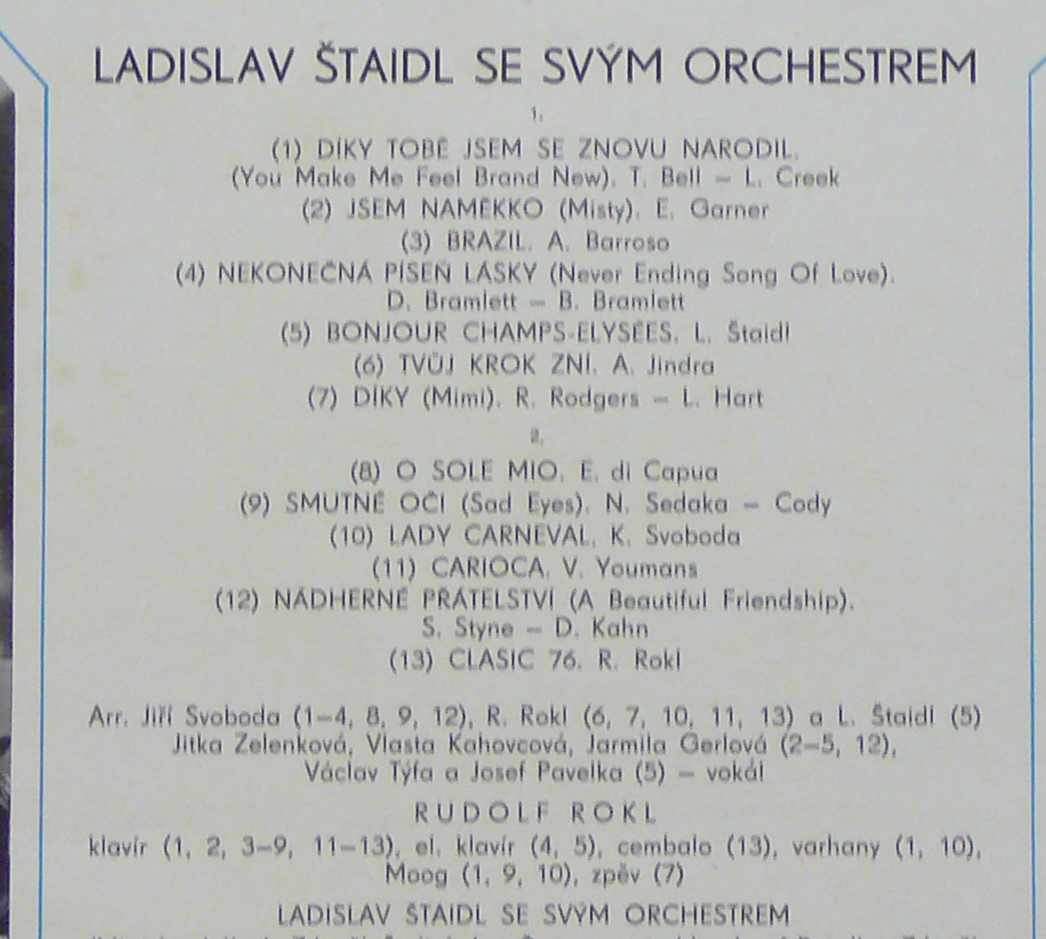 LADISLAV ŠTAIDL SE SVÝM ORCHESTREM
1.
(1) DÍKY TOBĚ JSEM SE ZNOVU NARODIL.
(You Make Me Feel Brand New). T. Bell – L. Creek
(2) JSEM NAMĚKKO (Misty). E. Garner
(3) BRAZIL. A. Barroso
(4) NEKONEČNÁ PÍSEŇ LÁSKY (Never Ending Song Of Love).
D. Bramlett – B. Bramlett
(5) BONJOUR CHAMPS-ELYSÉES. L. Štaidl
(6) TVŮJ KROK ZNÍ. A. Jindra
(7) DÍKY (Mimi). R. Rodgers – L. Hart
2.
(8) O SOLE MIO. E. di Capua
(9) SMUTNÉ OČI (Sad Eyes). N. Sedaka – Cody
(10) LADY CARNEVAL. K. Svoboda
(11) CARIOCA. V. Youmans
(12) NÁDHERNÉ PŘÁTELSTVÍ (A Beautiful Friendship).
S. Styne – D. Kahn
(13) CLASIC 76. R. Rokl
Arr. Jiří Svoboda (1–4, 8, 9, 12), R. Rokl (6, 7, 10, 11, 13) a L. Štaidl (5)
Jitka Zelenková, Vlasta Kahovcová, Jarmila Gerlová (2–5, 12),
Václav Týfa a Josef Pavelka (5) – vokál
RUDOLF ROKL
klavír (1, 2, 3–9, 11–13), el. klavír (4, 5), cembalo (13), varhany (1, 10),
Moog (1, 9, 10), zpěv (7)
LADISLAV ŠTAIDL SE SVÝM ORCHESTREM